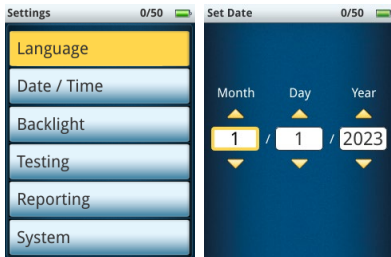 Settings 0/50
Language
Date / Time
Backlight
Testing
Reporting
System
Set Date 0/50
Month Day Year
1 / 1 / 2023